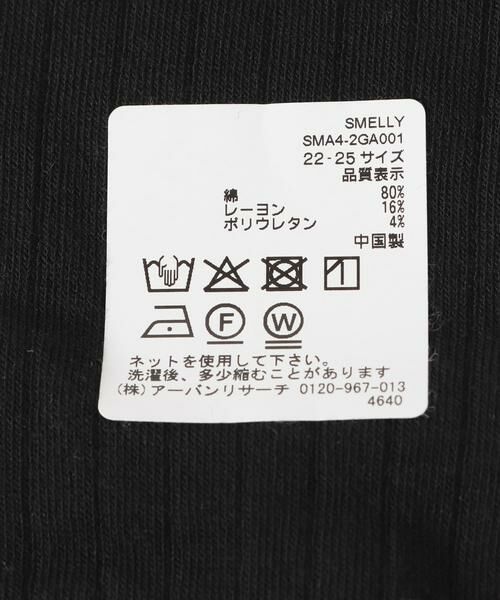 SMELLY
SMA4-2GA001
22-25サイズ
品質表示
綿 80%
レーヨン 16%
ポリウレタン 4%
中国製
F W
ネットを使用して下さい。
洗濯後、多少縮むことがあります
(株)アーバンリサーチ 0120-967-013
4640